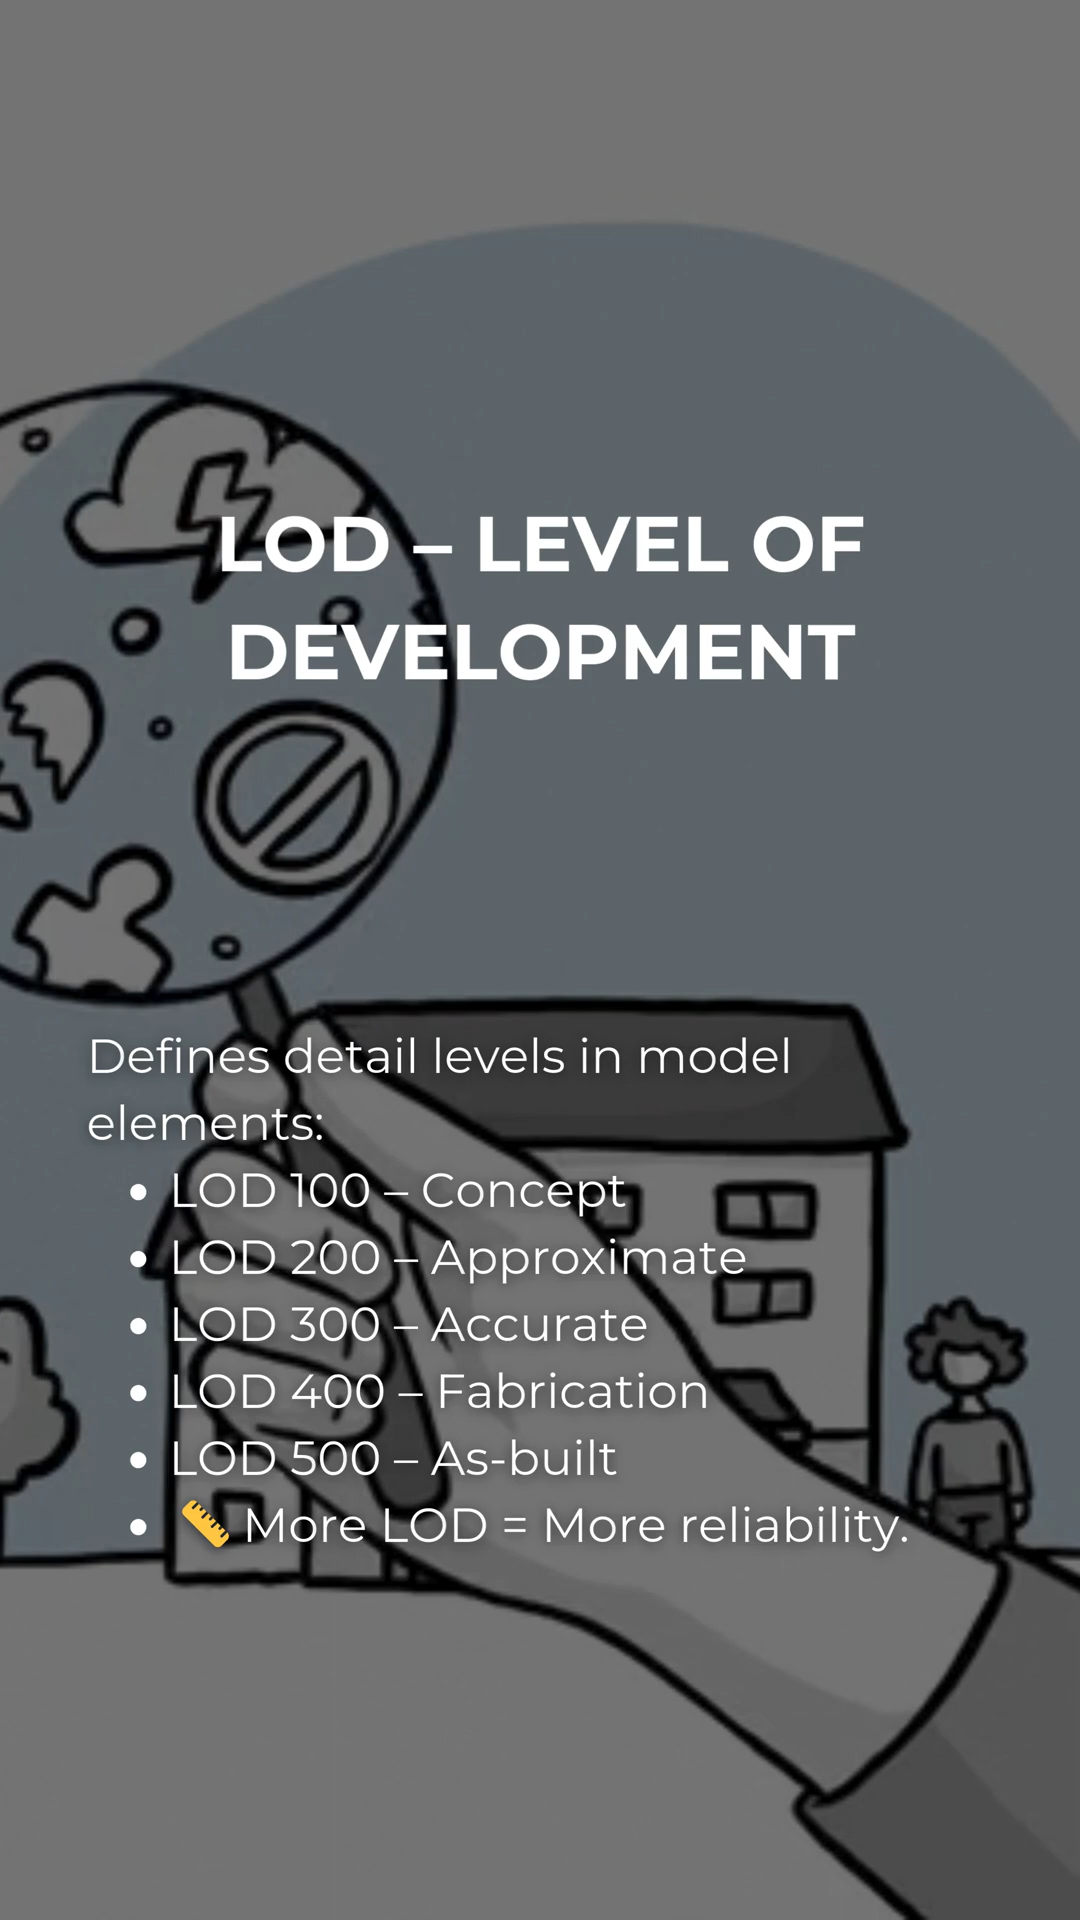 LOD – LEVEL OF
DEVELOPMENT
Defines detail levels in model
elements:
• LOD 100 – Concept
• LOD 200 – Approximate
• LOD 300 – Accurate
• LOD 400 – Fabrication
• LOD 500 – As-built
• 📏 More LOD = More reliability.